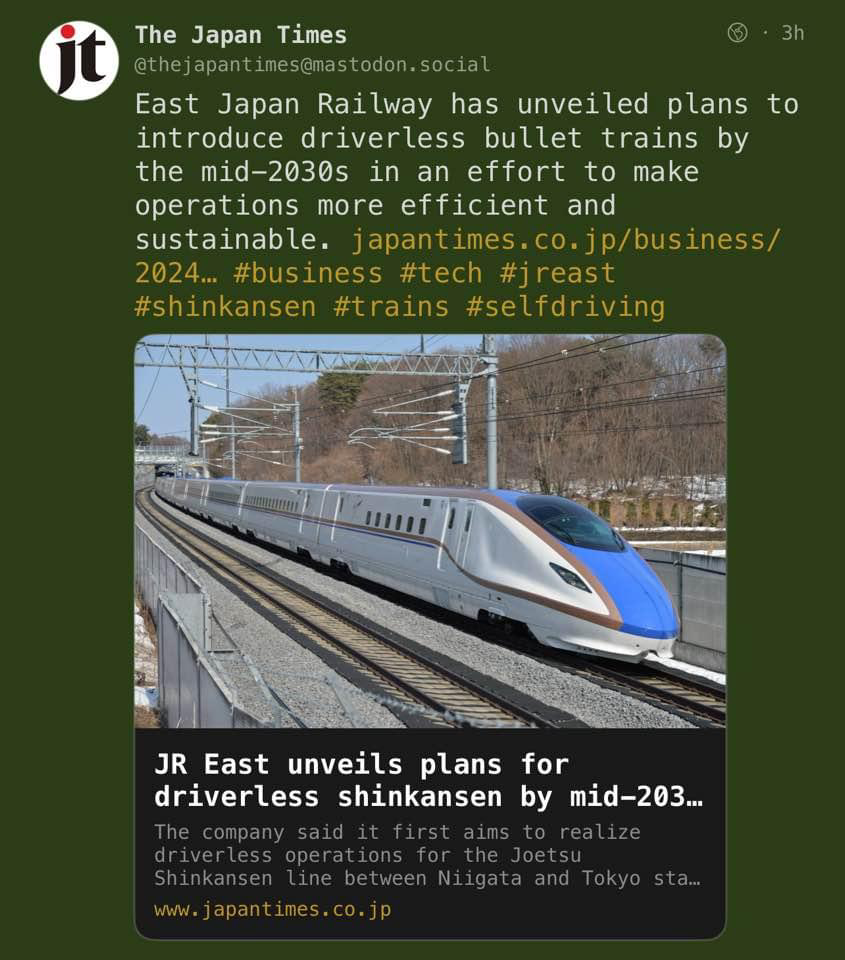 jt
The Japan Times
· 3h
@thejapantimes@mastodon.social
East Japan Railway has unveiled plans to
introduce driverless bullet trains by
the mid–2030s in an effort to make
operations more efficient and
sustainable. japantimes.co.jp/business/
2024… #business #tech #jreast
#shinkansen #trains #selfdriving
JR East unveils plans for
driverless shinkansen by mid–203…
The company said it first aims to realize
driverless operations for the Joetsu
Shinkansen line between Niigata and Tokyo sta…
www.japantimes.co.jp